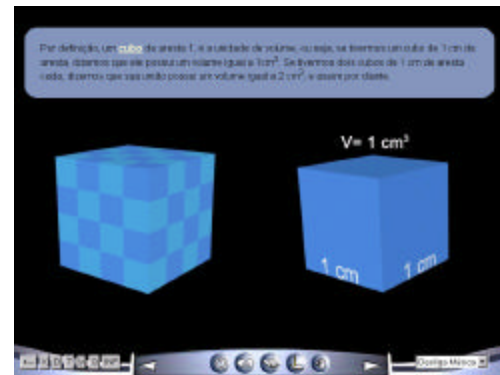 Por definição, um cubo de aresta 1, é a unidade de volume, ou seja, se tivermos um cubo de 1 cm de
aresta, dizemos que ele possui um volume igual a 1cm³. Se tivermos dois cubos de 1 cm de aresta
cada, dizemos que sua união possui um volume igual a 2 cm³, e assim por diante.
V= 1 cm³
1 cm
1 cm